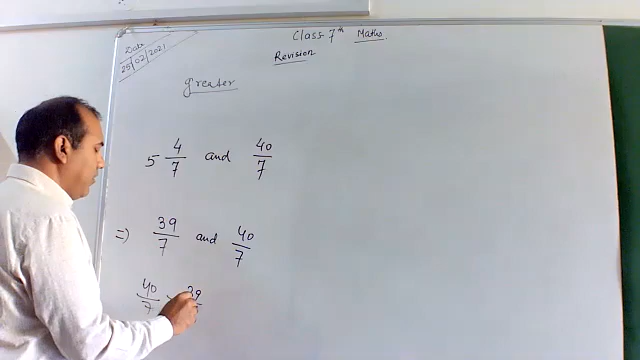 Date
25/02/2021
Class 7th Maths
Revision
greater
5 4/7 and 40/7
=> 39/7 and 40/7
40/7 > 39